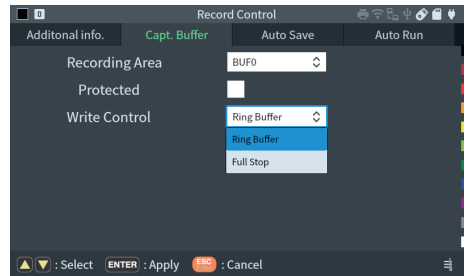 0 Record Control
Additonal info. Capt. Buffer Auto Save Auto Run
Recording Area BUF0
Protected
Write Control Ring Buffer
Ring Buffer
Full Stop
: Select ENTER : Apply ESC : Cancel